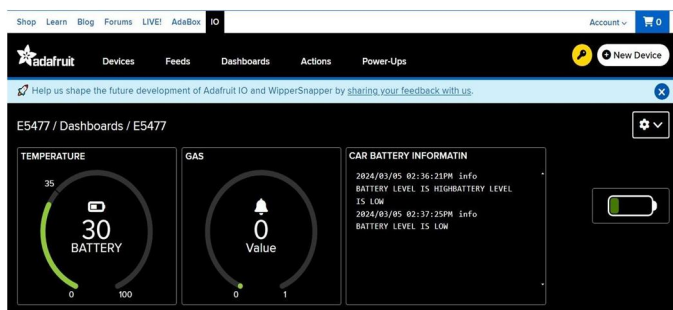 Shop Learn Blog Forums LIVE! AdaBox IO Account 0
adafruit Devices Feeds Dashboards Actions Power-Ups New Device
Help us shape the future development of Adafruit IO and WipperSnapper by sharing your feedback with us.
E5477 / Dashboards / E5477
TEMPERATURE
35
30
BATTERY
0 100
GAS
0
Value
0 1
CAR BATTERY INFORMATIN
2024/03/05 02:36:21PM info
BATTERY LEVEL IS HIGHBATTERY LEVEL
IS LOW
2024/03/05 02:37:25PM info
BATTERY LEVEL IS LOW